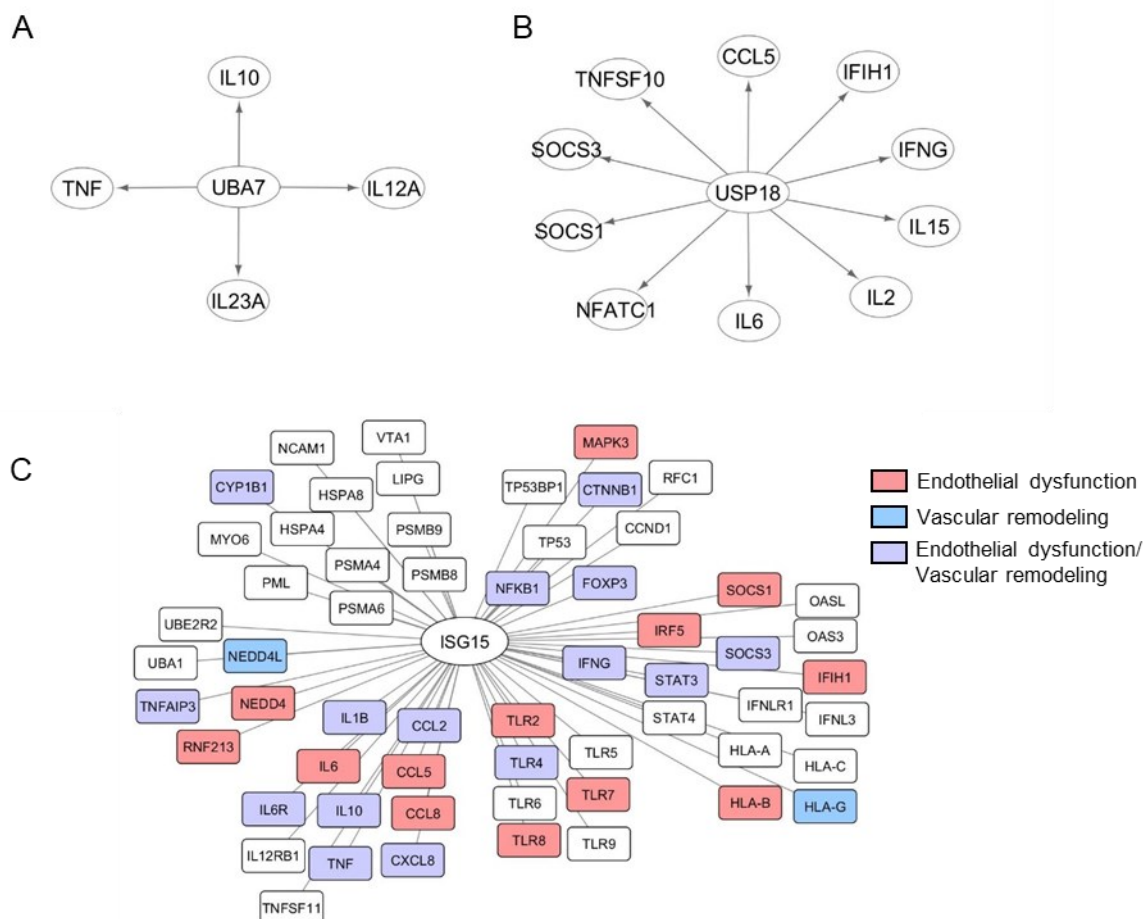 A
IL10
TNF
UBA7
IL12A
IL23A
B
CCL5
TNFSF10
IFIH1
SOCS3
IFNG
USP18
SOCS1
IL15
NFATC1
IL6
IL2
C
VTA1
NCAM1
LIPG
CYP1B1
HSPA8
HSPA4
PSMB9
MYO6
PSMA4
PSMB8
PML
PSMA6
UBE2R2
UBA1
NEDD4L
TNFAIP3
NEDD4
RNF213
MAPK3
TP53BP1
CTNNB1
RFC1
TP53
CCND1
NFKB1
FOXP3
ISG15
SOCS1
OASL
IRF5
OAS3
IFNG
SOCS3
STAT3
IFIH1
IFNLR1
IFNL3
STAT4
HLA-A
HLA-C
HLA-B
HLA-G
IL1B
CCL2
IL6
CCL5
IL6R
IL10
CCL8
IL12RB1
TNF
CXCL8
TNFSF11
TLR2
TLR5
TLR4
TLR6
TLR7
TLR8
TLR9
Endothelial dysfunction
Vascular remodeling
Endothelial dysfunction/
Vascular remodeling